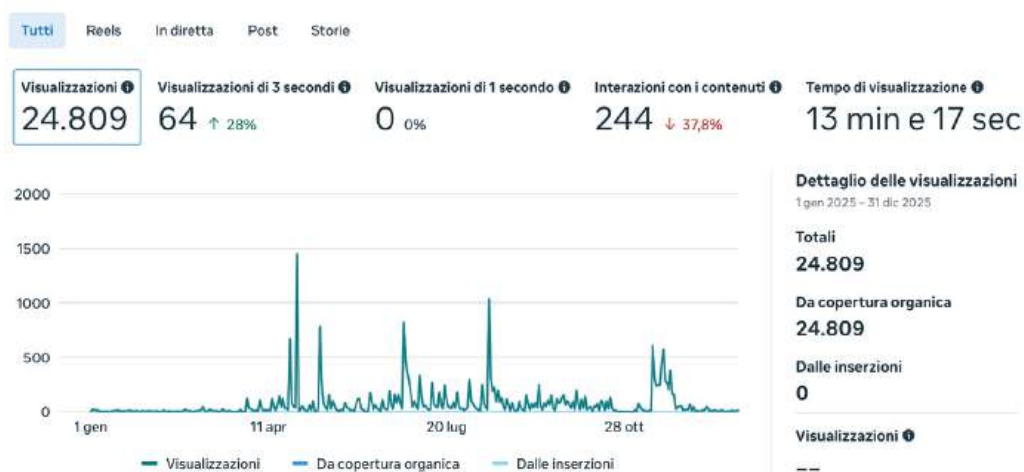 Tutti Reels In diretta Post Storie
Visualizzazioni Visualizzazioni di 3 secondi Visualizzazioni di 1 secondo Interazioni con i contenuti Tempo di visualizzazione
24.809 64 ↑ 28% 0 0% 244 ↓ 37,8% 13 min e 17 sec
Dettaglio delle visualizzazioni
1 gen 2025 – 31 dic 2025
Totali
24.809
Da copertura organica
24.809
Dalle inserzioni
0
Visualizzazioni
2000
1500
1000
500
0
1 gen 11 apr 20 lug 28 ott
Visualizzazioni Da copertura organica Dalle inserzioni